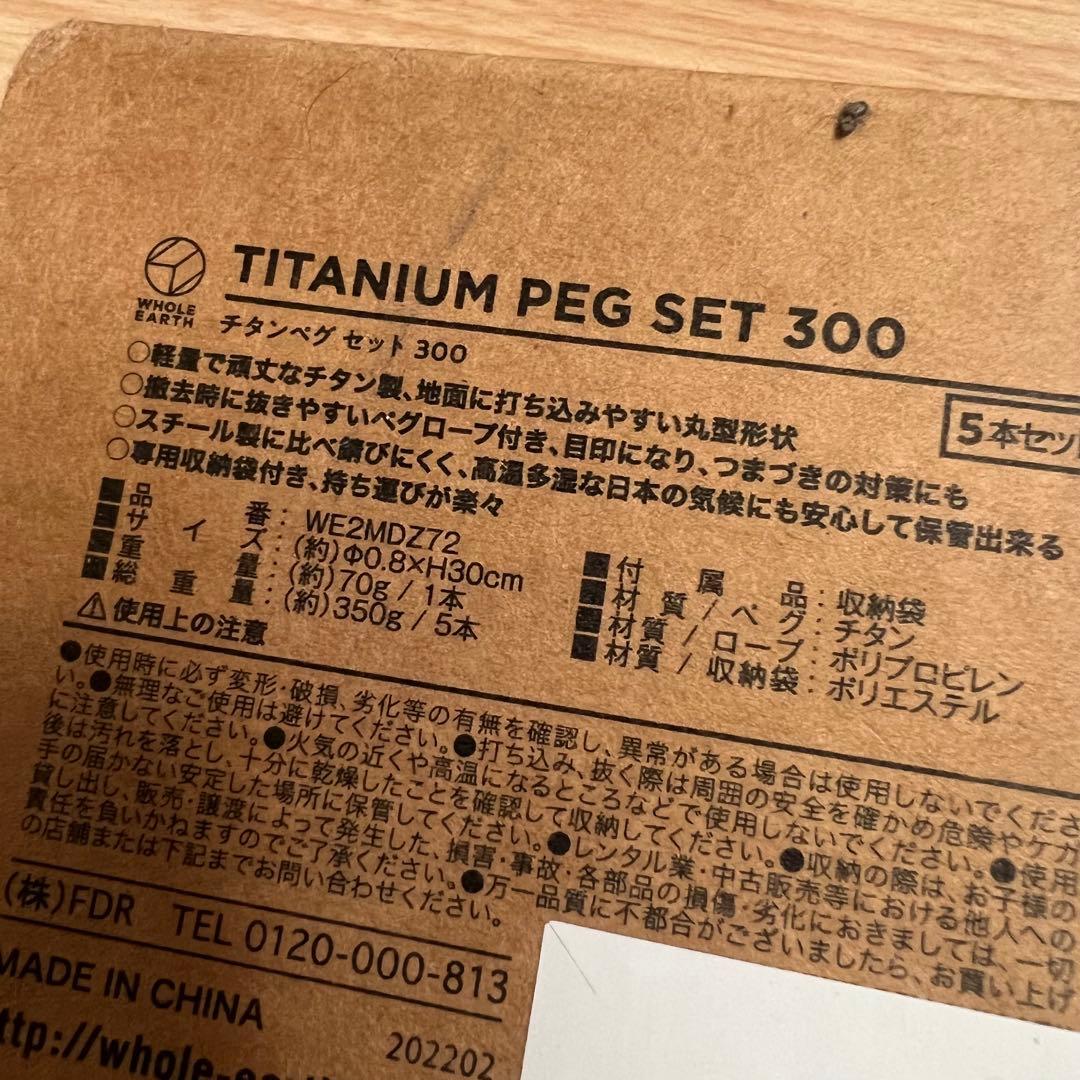 WHOLE
EARTH
TITANIUM PEG SET 300
チタンペグ セット 300
○軽量で頑丈なチタン製、地面に打ち込みやすい丸型形状
5本セット
○撤去時に抜きやすいペグロープ付き、目印になり、つまづきの対策にも
○スチール製に比べ錆びにくく、高温多湿な日本の気候にも安心して保管出来る
○専用収納袋付き、持ち運びが楽々
■品番：WE2MDZ72
■サイズ：(約)Φ0.8×H30cm
■重量：(約)70g / 1本
■総重量：(約)350g / 5本
■付属品：収納袋
■材質/ペグ：チタン
■材質/ロープ：ポリプロピレン
■材質/収納袋：ポリエステル
⚠使用上の注意
●使用時に必ず変形・破損、劣化等の有無を確認し、異常がある場合は使用しないでくださ
い。●無理なご使用は避けてください。●打ち込み、抜く際は周囲の安全を確かめ危険やケガ
に注意してください。●火気の近くや高温になるところなどで使用しないでください。●使用
後は汚れを落とし、十分に乾燥したことを確認して収納してください。●収納の際は、お子様の
手の届かない安定した場所に保管してください。●レンタル業・中古販売等における他人への
貸し出し、販売・譲渡によって発生した、損害・事故・各部品の損傷・劣化におきましては、一切
責任を負いかねますのでご了承ください。●万一品質に不都合がございましたら、お買い上げ
の店舗または下記までお問い合わせください。
(株)FDR TEL 0120-000-813
MADE IN CHINA
202202